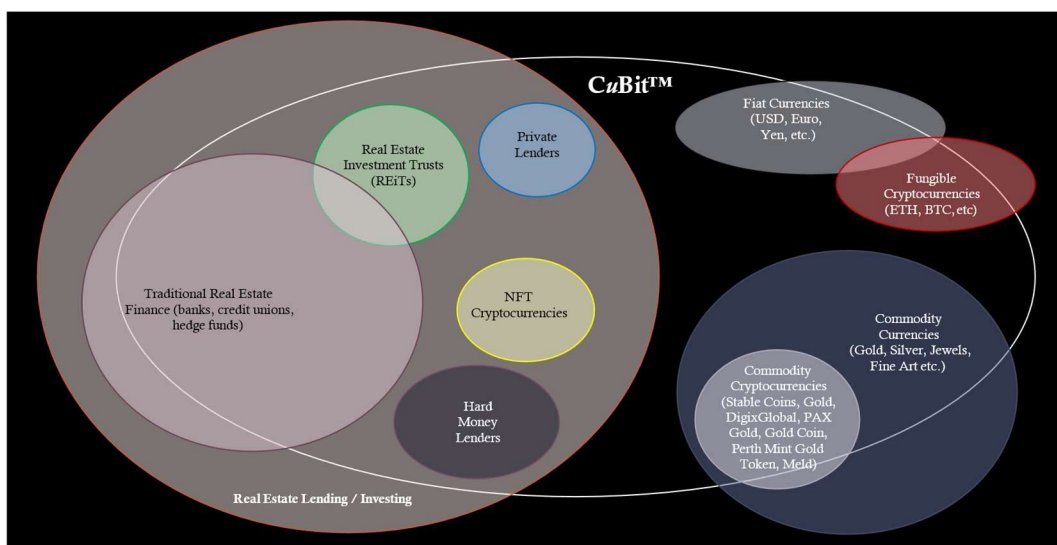 CuBit™
Fiat Currencies
(USD, Euro,
Yen, etc.)
Private
Lenders
Real Estate
Investment Trusts
(REiTs)
Fungible
Cryptocurrencies
(ETH, BTC, etc)
Traditional Real Estate
Finance (banks, credit unions,
hedge funds)
NFT
Cryptocurrencies
Commodity
Currencies
(Gold, Silver, Jewels,
Fine Art etc.)
Commodity
Cryptocurrencies
(Stable Coins, Gold,
DigixGlobal, PAX
Gold, Gold Coin,
Perth Mint Gold
Token, Meld)
Hard
Money
Lenders
Real Estate Lending / Investing